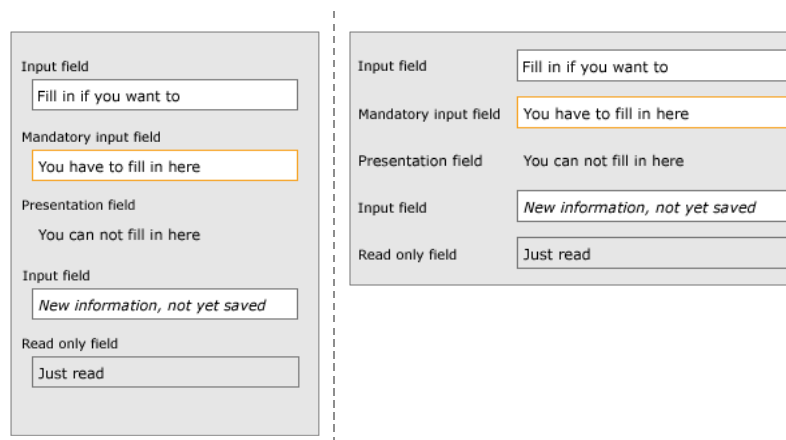 Input field
Fill in if you want to
Mandatory input field
You have to fill in here
Presentation field
You can not fill in here
Input field
New information, not yet saved
Read only field
Just read
Input field
Fill in if you want to
Mandatory input field
You have to fill in here
Presentation field
You can not fill in here
Input field
New information, not yet saved
Read only field
Just read